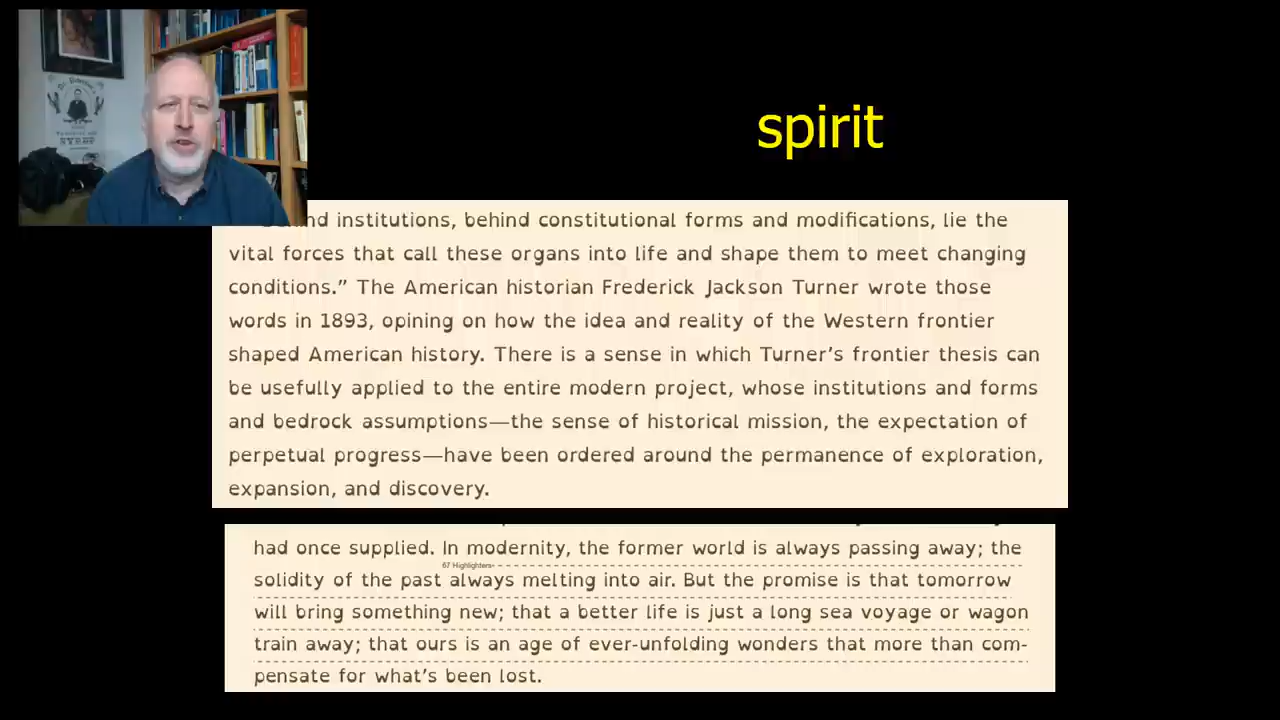 spirit
institutions, behind constitutional forms and modifications, lie the
vital forces that call these organs into life and shape them to meet changing
conditions.” The American historian Frederick Jackson Turner wrote those
words in 1893, opining on how the idea and reality of the Western frontier
shaped American history. There is a sense in which Turner’s frontier thesis can
be usefully applied to the entire modern project, whose institutions and forms
and bedrock assumptions—the sense of historical mission, the expectation of
perpetual progress—have been ordered around the permanence of exploration,
expansion, and discovery.
had once supplied. In modernity, the former world is always passing away; the
67 Highlighters
solidity of the past always melting into air. But the promise is that tomorrow
will bring something new; that a better life is just a long sea voyage or wagon
train away; that ours is an age of ever-unfolding wonders that more than com-
pensate for what’s been lost.